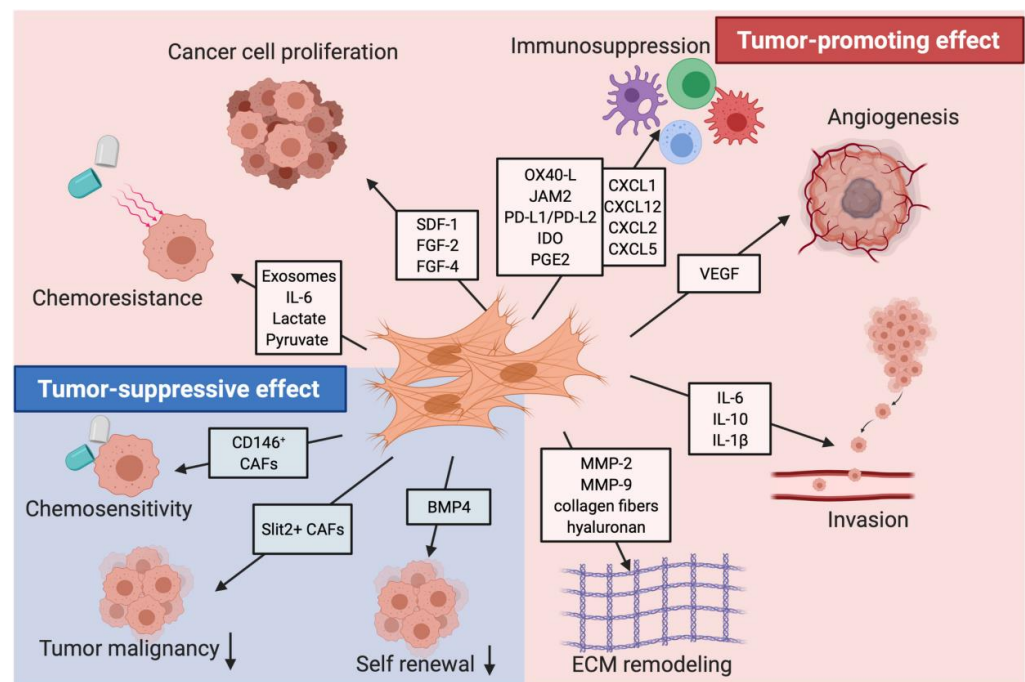 Tumor-promoting effect
Cancer cell proliferation
Immunosuppression
Angiogenesis
OX40-L
JAM2
PD-L1/PD-L2
IDO
PGE2
CXCL1
CXCL12
CXCL2
CXCL5
SDF-1
FGF-2
FGF-4
VEGF
Chemoresistance
Exosomes
IL-6
Lactate
Pyruvate
Tumor-suppressive effect
IL-6
IL-10
IL-1β
CD146⁺
CAFs
Chemosensitivity
MMP-2
MMP-9
collagen fibers
hyaluronan
BMP4
Slit2+ CAFs
Invasion
Tumor malignancy
Self renewal
ECM remodeling